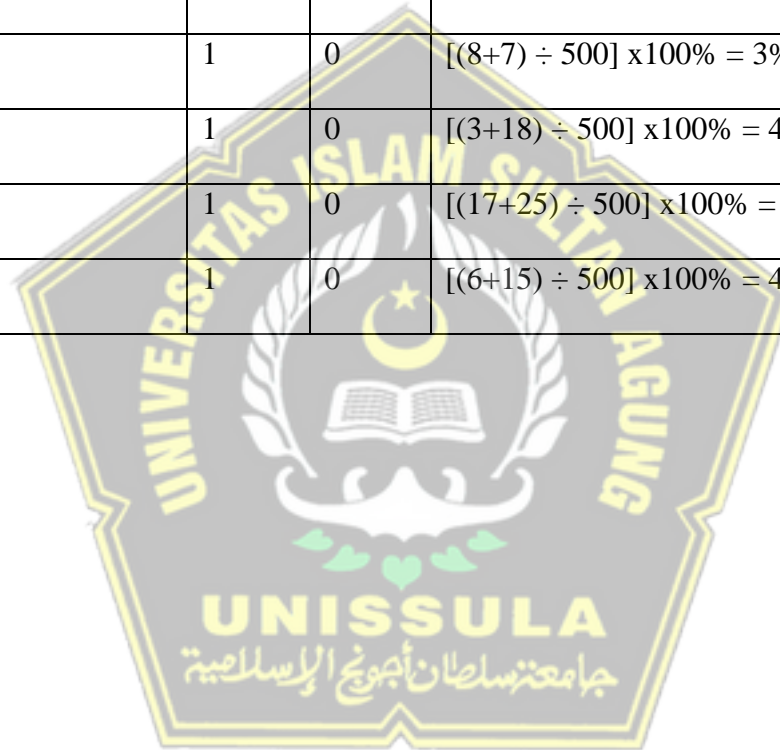 1 0 [(8+7) ÷ 500] x100% = 3%
1 0 [(3+18) ÷ 500] x100% = 4
1 0 [(17+25) ÷ 500] x100% =
1 0 [(6+15) ÷ 500] x100% = 4
UNIVERSITAS ISLAM SULTAN AGUNG
UNISSULA
جامعة سلطان أجونج الإسلامية